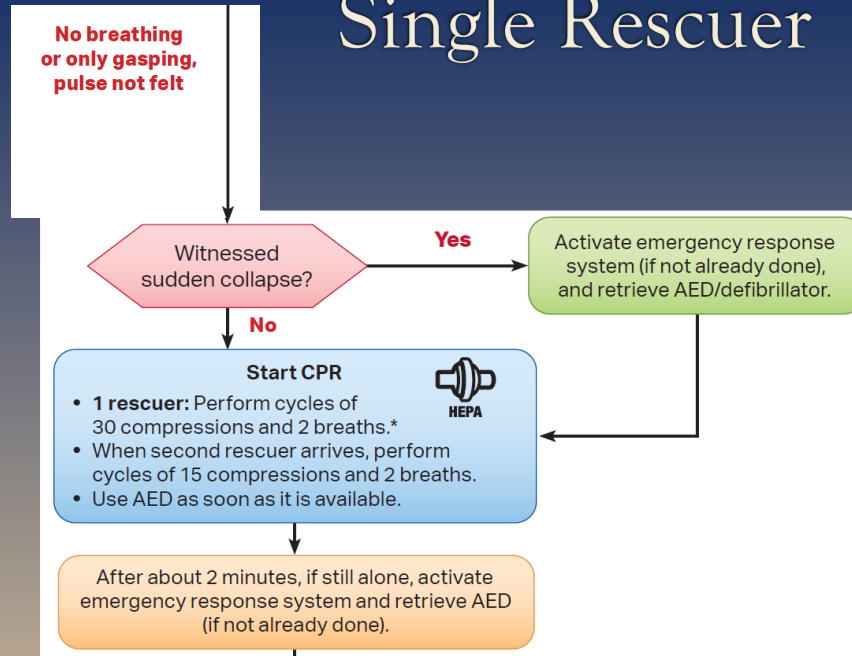 Single Rescuer
No breathing
or only gasping,
pulse not felt
Witnessed
sudden collapse?
Yes
Activate emergency response
system (if not already done),
and retrieve AED/defibrillator.
No
Start CPR
HEPA
• 1 rescuer: Perform cycles of
30 compressions and 2 breaths.*
• When second rescuer arrives, perform
cycles of 15 compressions and 2 breaths.
• Use AED as soon as it is available.
After about 2 minutes, if still alone, activate
emergency response system and retrieve AED
(if not already done).